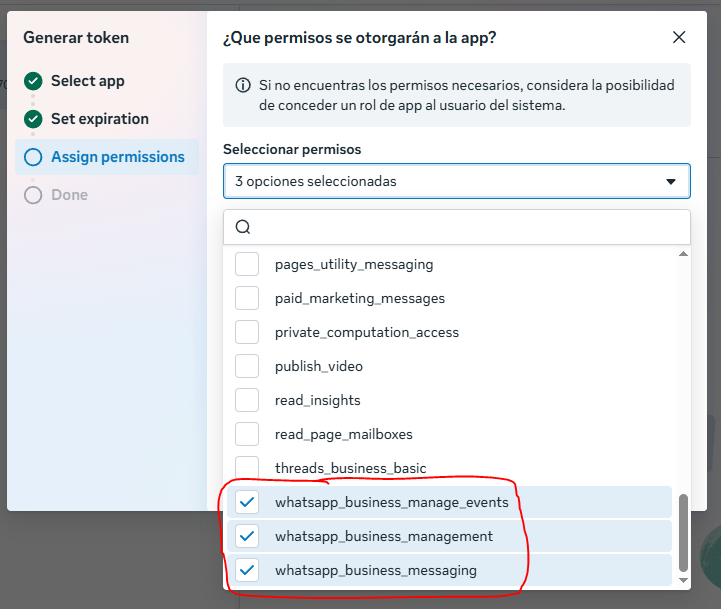 Generar token
Select app
Set expiration
Assign permissions
Done
¿Que permisos se otorgarán a la app?
Si no encuentras los permisos necesarios, considera la posibilidad
de conceder un rol de app al usuario del sistema.
Seleccionar permisos
3 opciones seleccionadas
pages_utility_messaging
paid_marketing_messages
private_computation_access
publish_video
read_insights
read_page_mailboxes
threads_business_basic
whatsapp_business_manage_events
whatsapp_business_management
whatsapp_business_messaging